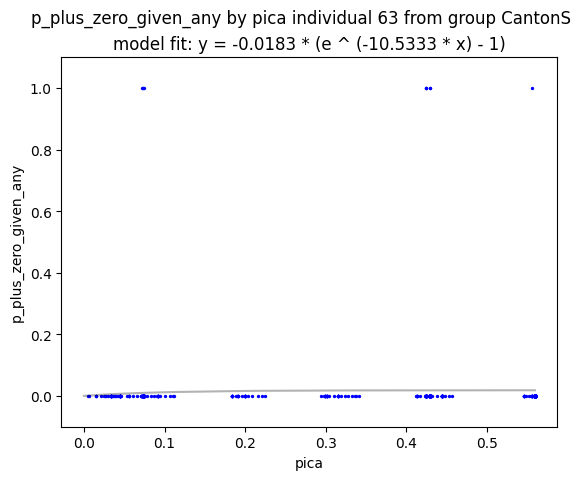 p_plus_zero_given_any by pica individual 63 from group CantonS
model fit: y = -0.0183 * (e ^ (-10.5333 * x) - 1)
1.0
0.8
0.6
0.4
0.2
0.0
p_plus_zero_given_any
0.0 0.1 0.2 0.3 0.4 0.5
pica